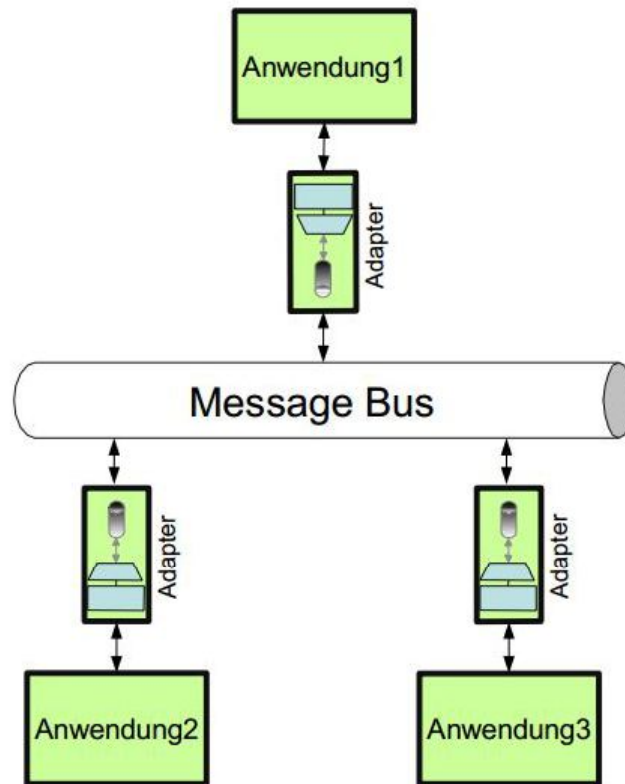 Anwendung1
Adapter
Message Bus
Adapter
Adapter
Anwendung2
Anwendung3